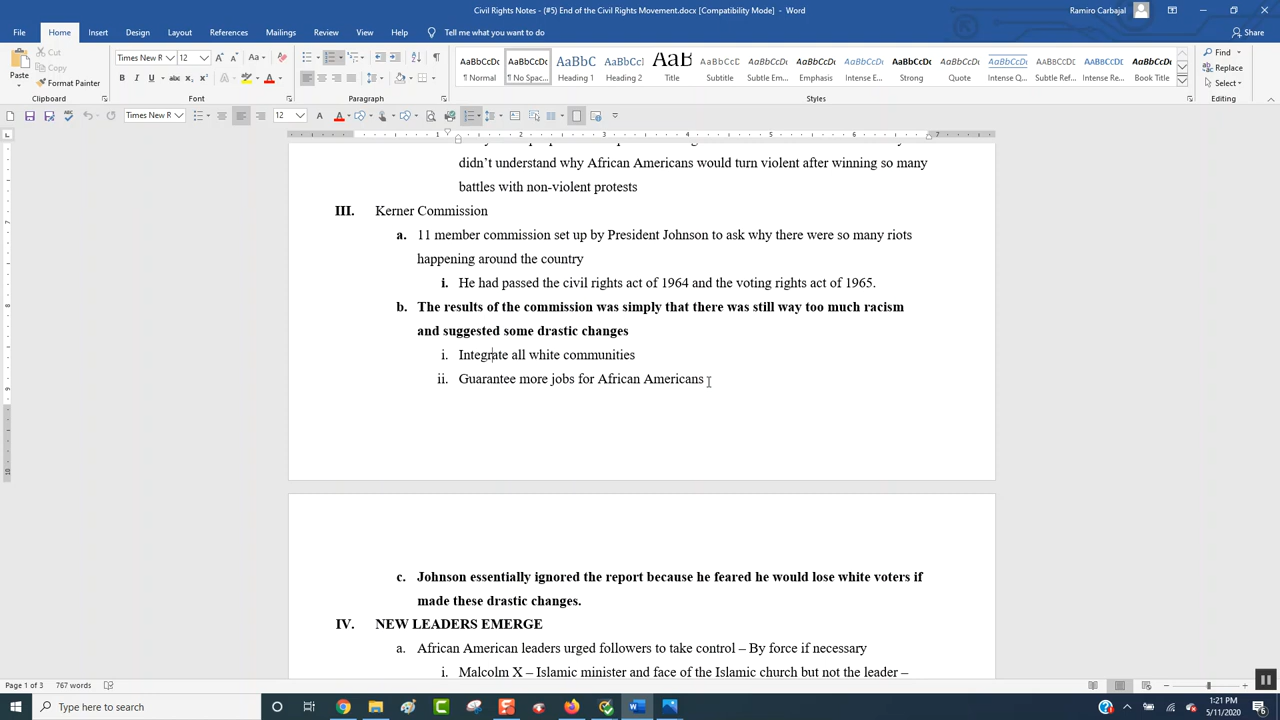 Civil Rights Notes - (#5) End of the Civil Rights Movement.docx [Compatibility Mode] - Word
Ramiro Carbajal
File Home Insert Design Layout References Mailings Review View Help Tell me what you want to do
Share
Cut
Copy
Paste
Format Painter
Times New R 12
AaBbCcDc AaBbCcDc AaBbC AaBbCcl AaB AaBbCcD
¶ Normal ¶ No Spac... Heading 1 Heading 2 Title Subtitle Subtle Em... Emphasis Intense E... Strong Quote Intense Q... Subtle Ref... Intense Re... Book Title
Find
Replace
Select
Clipboard Font Paragraph Styles Editing
Times New R 12
didn't understand why African Americans would turn violent after winning so many
battles with non-violent protests
III. Kerner Commission
a. 11 member commission set up by President Johnson to ask why there were so many riots
happening around the country
i. He had passed the civil rights act of 1964 and the voting rights act of 1965.
b. The results of the commission was simply that there was still way too much racism
and suggested some drastic changes
i. Integrate all white communities
ii. Guarantee more jobs for African Americans
c. Johnson essentially ignored the report because he feared he would lose white voters if
made these drastic changes.
IV. NEW LEADERS EMERGE
a. African American leaders urged followers to take control – By force if necessary
i. Malcolm X – Islamic minister and face of the Islamic church but not the leader –
Page 1 of 3 767 words
Type here to search
1:21 PM
5/11/2020